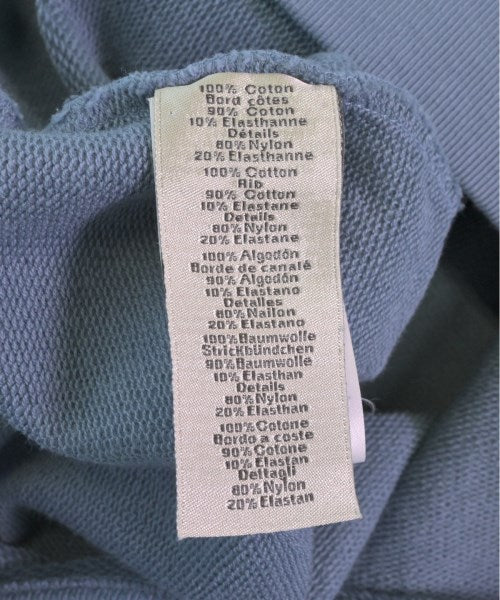 100% Coton
Bord côtes
90% Coton
10% Elasthanne
Détails
80% Nylon
20% Elasthanne
100% Cotton
Rib
90% Cotton
10% Elastane
Details
80% Nylon
20% Elastane
100% Algodón
Borde de canalé
90% Algodón
10% Elastano
Detalles
80% Nailon
20% Elastano
100% Baumwolle
Strickbündchen
90% Baumwolle
10% Elasthan
Details
80% Nylon
20% Elasthan
100% Cotone
Bordo a coste
90% Cotone
10% Elastan
Dettagli
80% Nylon
20% Elastan